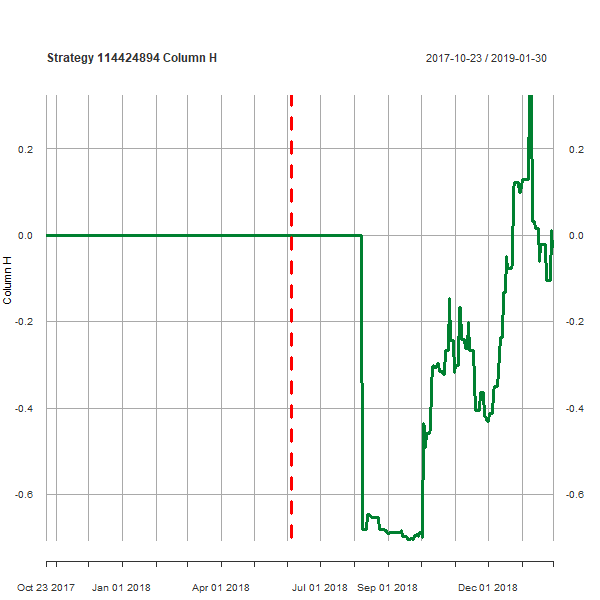 Strategy 114424894 Column H
2017-10-23 / 2019-01-30
0.2 0.2
0.0 0.0
-0.2 -0.2
-0.4 -0.4
-0.6 -0.6
Column H
Oct 23 2017 Jan 01 2018 Apr 01 2018 Jul 01 2018 Sep 01 2018 Dec 01 2018